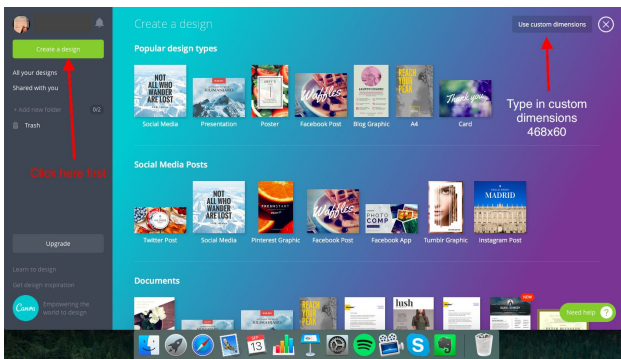 Create a design
Use custom dimensions
Create a design
Popular design types
All your designs
Shared with you
+ Add new folder
0/2
Trash
NOT
ALL WHO
WANDER
ARE LOST
Waffles
REACH
YOUR
PEAK
Thank you
Social Media
Presentation
Poster
Facebook Post
Blog Graphic
A4
Card
Type in custom
dimensions
468x60
Click here first
Social Media Posts
NOT
ALL WHO
WANDER
ARE LOST
Waffles
PHOTO
COMP
MADRID
Twitter Post
Social Media
Pinterest Graphic
Facebook Post
Facebook App
Tumblr Graphic
Instagram Post
Upgrade
Learn to design
Get design inspiration
Documents
Canva
Empowering the
world to design
REACH
YOUR
PEAK
lush
NEW
Need help ?
13